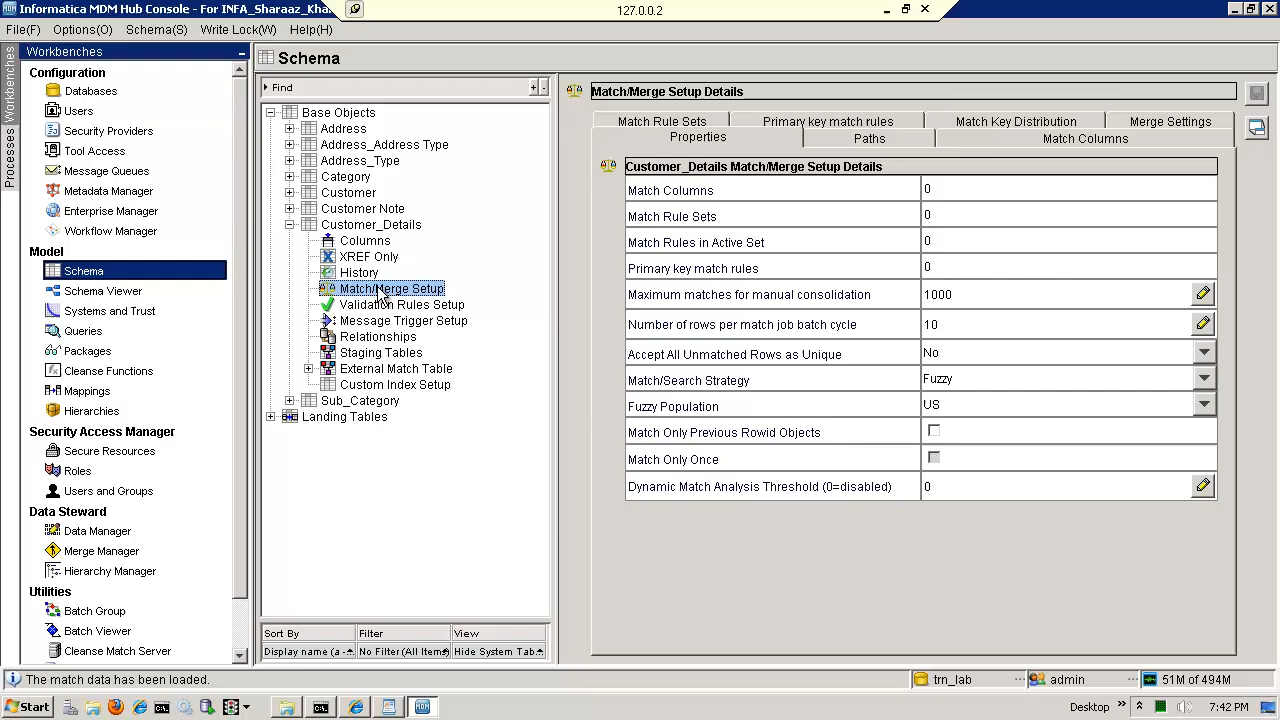 Informatica MDM Hub Console - For INFA_Sharaaz_Kha
127.0.0.2
File(F) Options(O) Schema(S) Write Lock(W) Help(H)
Workbenches
Processes
Workbenches
Configuration
Databases
Users
Security Providers
Tool Access
Message Queues
Metadata Manager
Enterprise Manager
Workflow Manager
Model
Schema
Schema Viewer
Systems and Trust
Queries
Packages
Cleanse Functions
Mappings
Hierarchies
Security Access Manager
Secure Resources
Roles
Users and Groups
Data Steward
Data Manager
Merge Manager
Hierarchy Manager
Utilities
Batch Group
Batch Viewer
Cleanse Match Server
Schema
Find
Base Objects
Address
Address_Address Type
Address_Type
Category
Customer
Customer Note
Customer_Details
Columns
XREF Only
History
Match/Merge Setup
Validation Rules Setup
Message Trigger Setup
Relationships
Staging Tables
External Match Table
Custom Index Setup
Sub_Category
Landing Tables
Sort By Filter View
Display name (a - No Filter(All Items) Hide System Tab
Match/Merge Setup Details
Match Rule Sets Primary key match rules Match Key Distribution Merge Settings
Properties Paths Match Columns
Customer_Details Match/Merge Setup Details
Match Columns 0
Match Rule Sets 0
Match Rules in Active Set 0
Primary key match rules 0
Maximum matches for manual consolidation 1000
Number of rows per match job batch cycle 10
Accept All Unmatched Rows as Unique No
Match/Search Strategy Fuzzy
Fuzzy Population US
Match Only Previous Rowid Objects
Match Only Once
Dynamic Match Analysis Threshold (0=disabled) 0
The match data has been loaded. trn_lab admin 51M of 494M
Start Desktop 7:42 PM